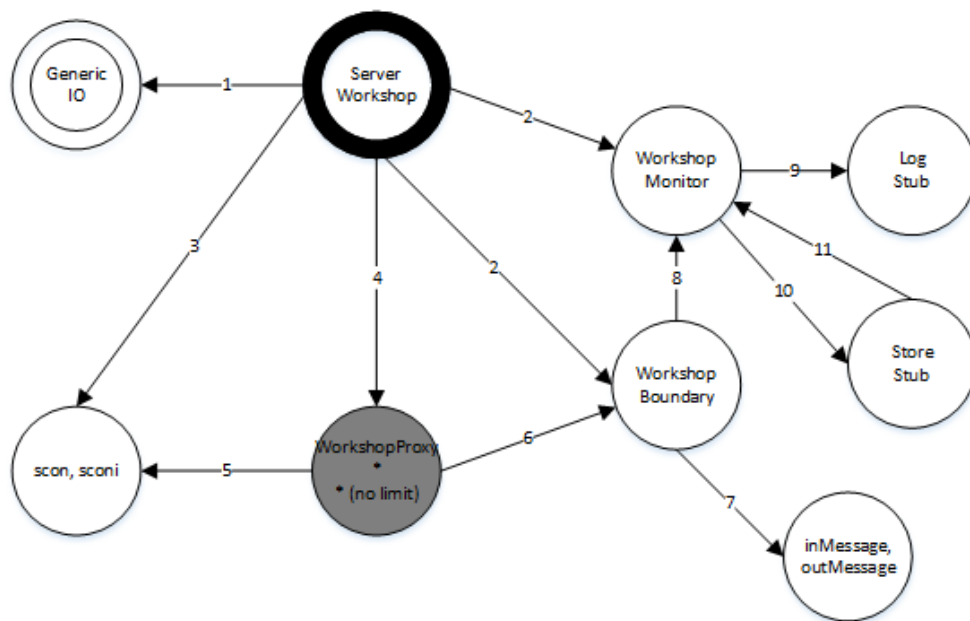 Generic
IO
1
Server
Workshop
2
Workshop
Monitor
9
Log
Stub
3
4
2
8
10
11
Store
Stub
Workshop
Boundary
scon, sconi
5
WorkshopProxy
*
* (no limit)
6
7
inMessage,
outMessage